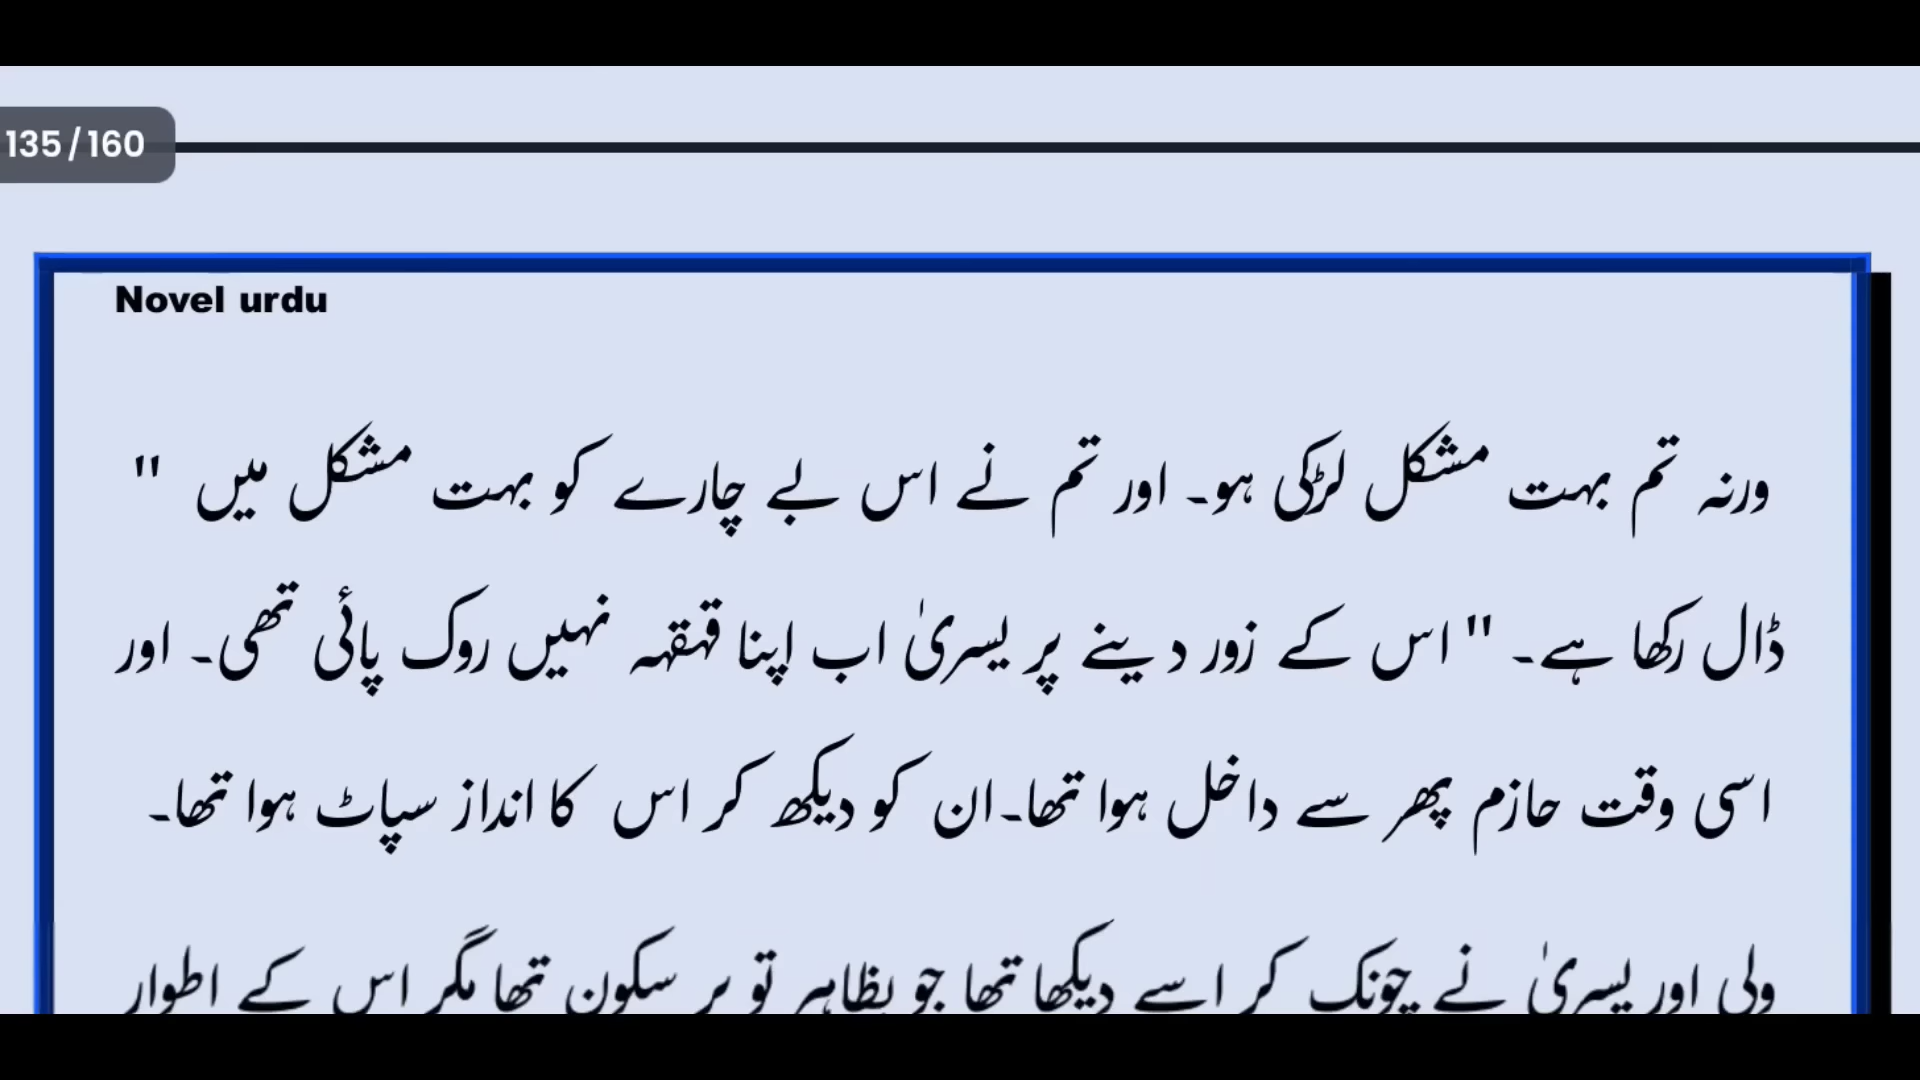 135/160
Novel urdu
ورنہ تم بہت مشکل لڑکی ہو۔ اور تم نے اس بے چارے کو بہت مشکل میں "
ڈال رکھا ہے۔ " اس کے زور دینے پر یسریٰ اب اپنا قہقہہ نہیں روک پائی تھی۔ اور
اسی وقت حازم پھر سے داخل ہوا تھا۔ان کو دیکھ کر اس کا انداز سپاٹ ہوا تھا۔
ولی اور یسریٰ نے چونک کر اسے دیکھا تھا جو بظاہر تو پر سکون تھا مگر اس کے اطوار